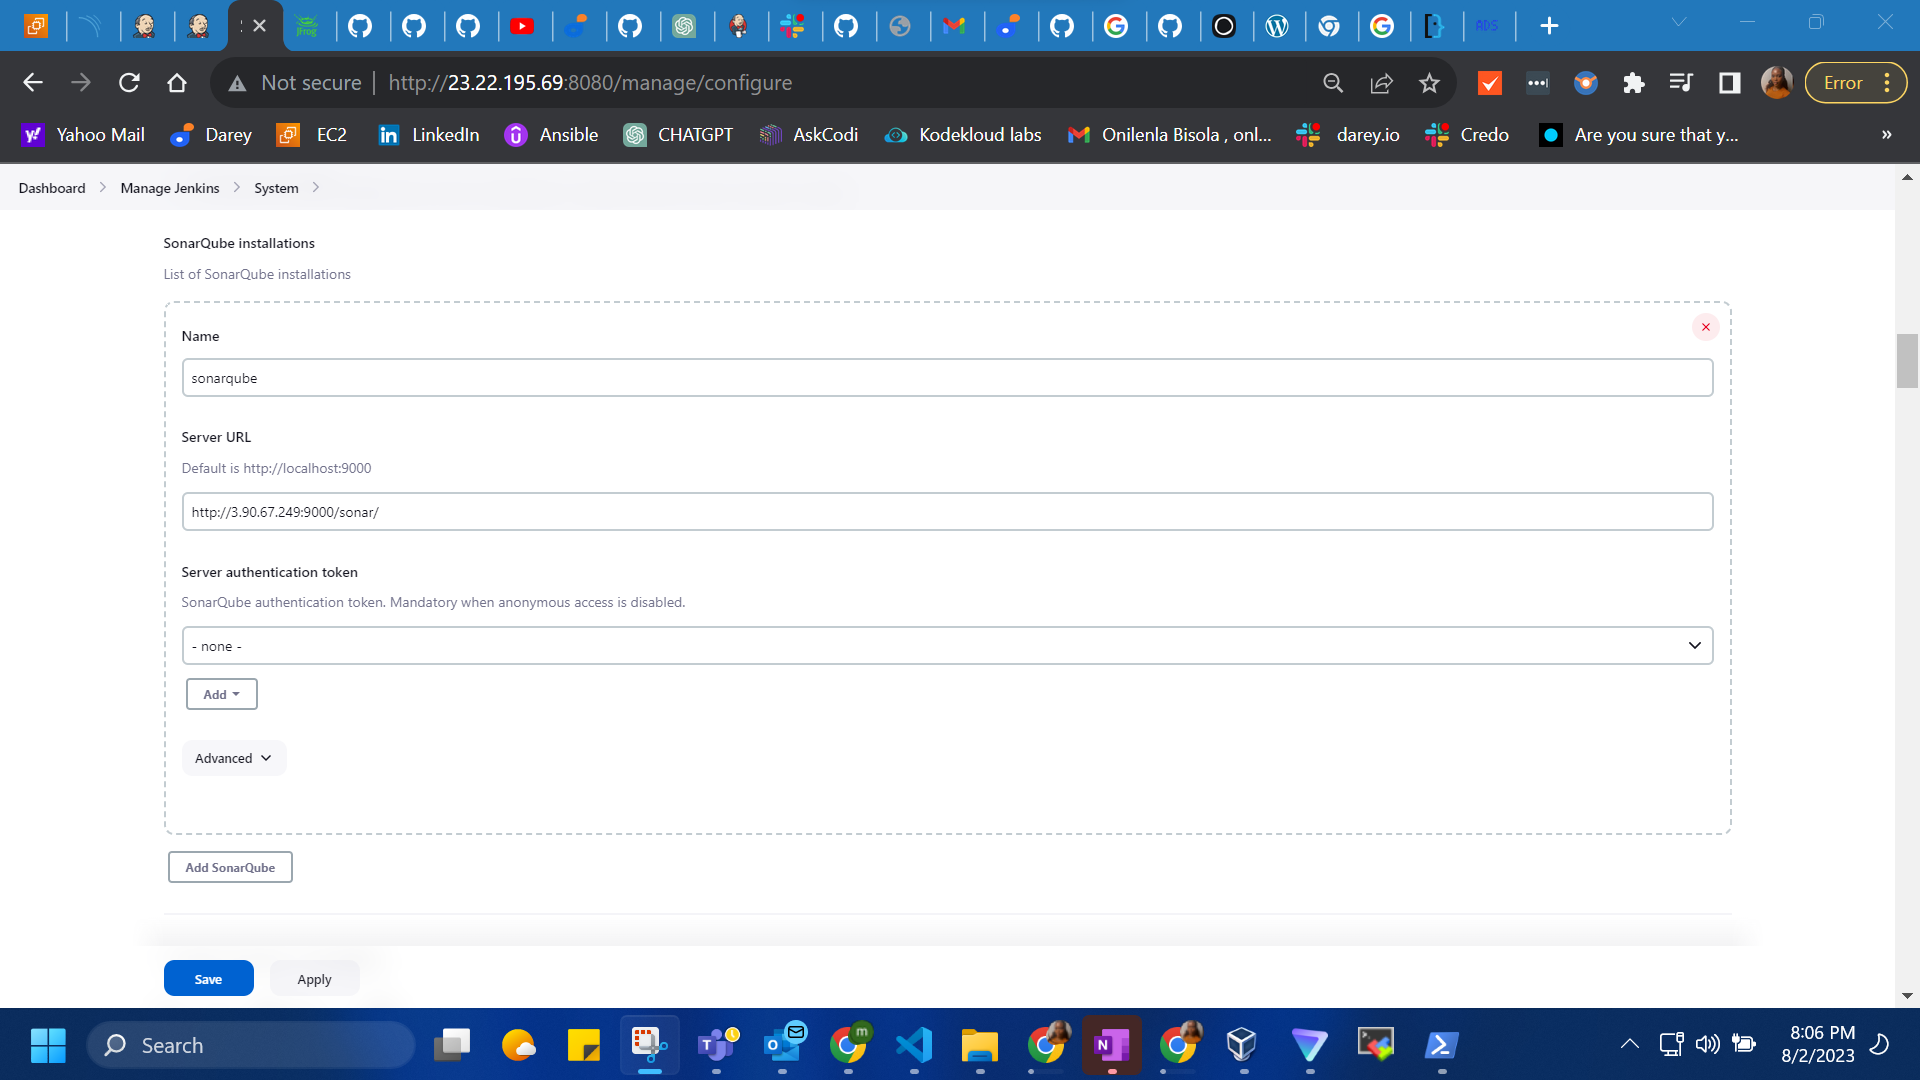 jFrog
ADS
Not secure
http://23.22.195.69:8080/manage/configure
Error
Yahoo Mail
Darey
EC2
LinkedIn
Ansible
CHATGPT
AskCodi
Kodekloud labs
Onilenla Bisola , onl...
darey.io
Credo
Are you sure that y...
»
Dashboard
Manage Jenkins
System
SonarQube installations
List of SonarQube installations
Name
sonarqube
Server URL
Default is http://localhost:9000
http://3.90.67.249:9000/sonar/
Server authentication token
SonarQube authentication token. Mandatory when anonymous access is disabled.
- none -
Add
Advanced
Add SonarQube
Save
Apply
Search
m
8:06 PM
8/2/2023